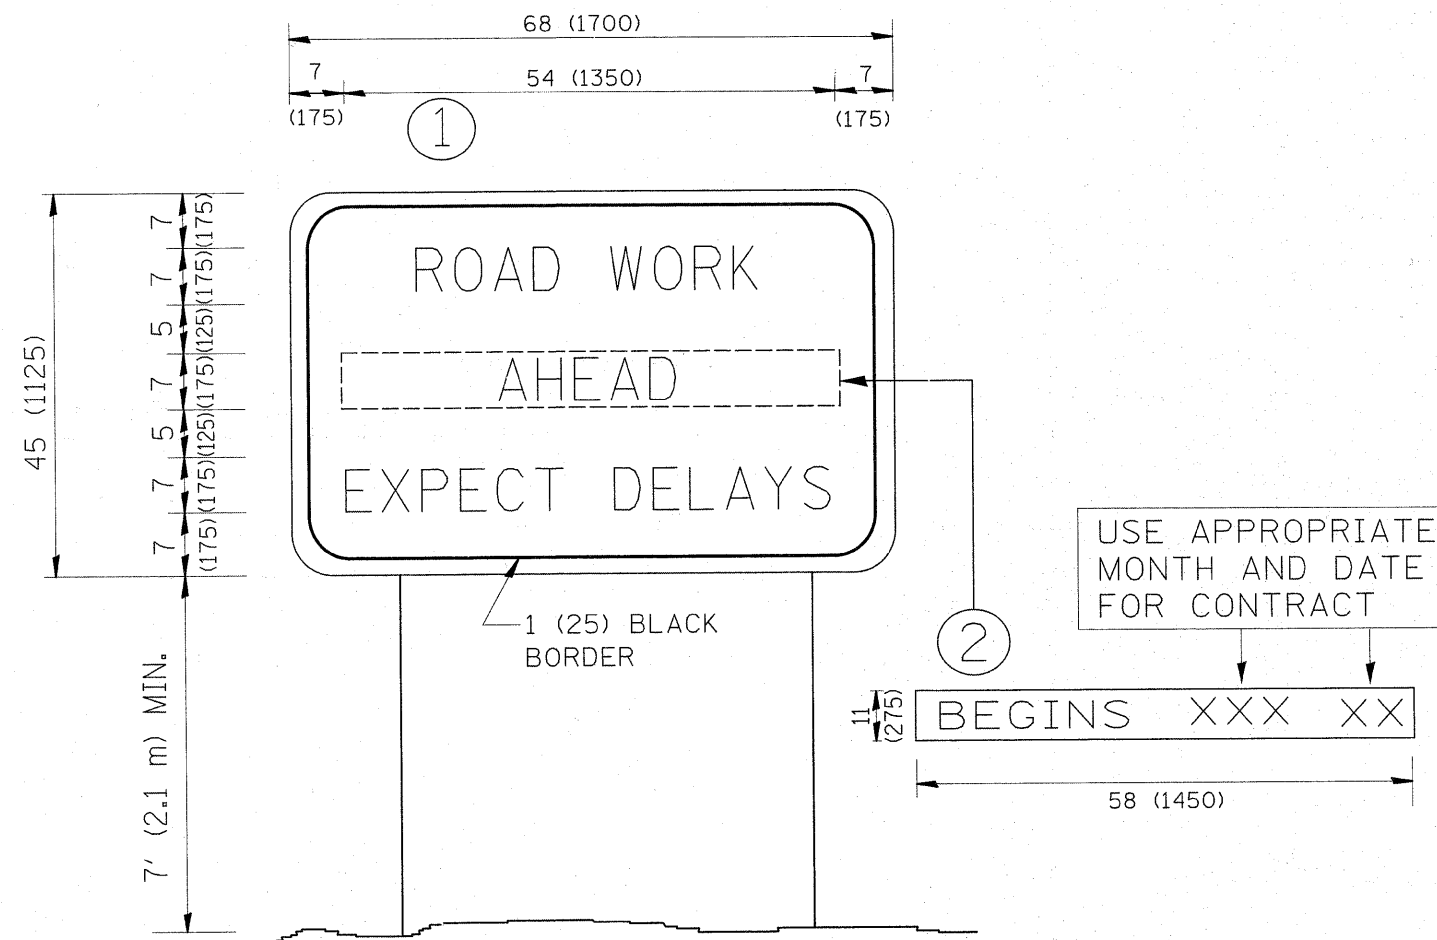 68 (1700)
7 54 (1350) 7
(175) (175)
1
ROAD WORK
AHEAD
EXPECT DELAYS
45 (1125)
7 (175)
7 (175)
5 (125)
7 (175)
5 (125)
7 (175)
7 (175)
7' (2.1 m) MIN.
1 (25) BLACK
BORDER
USE APPROPRIATE
MONTH AND DATE
FOR CONTRACT
2
11 (275)
BEGINS XXX XX
58 (1450)